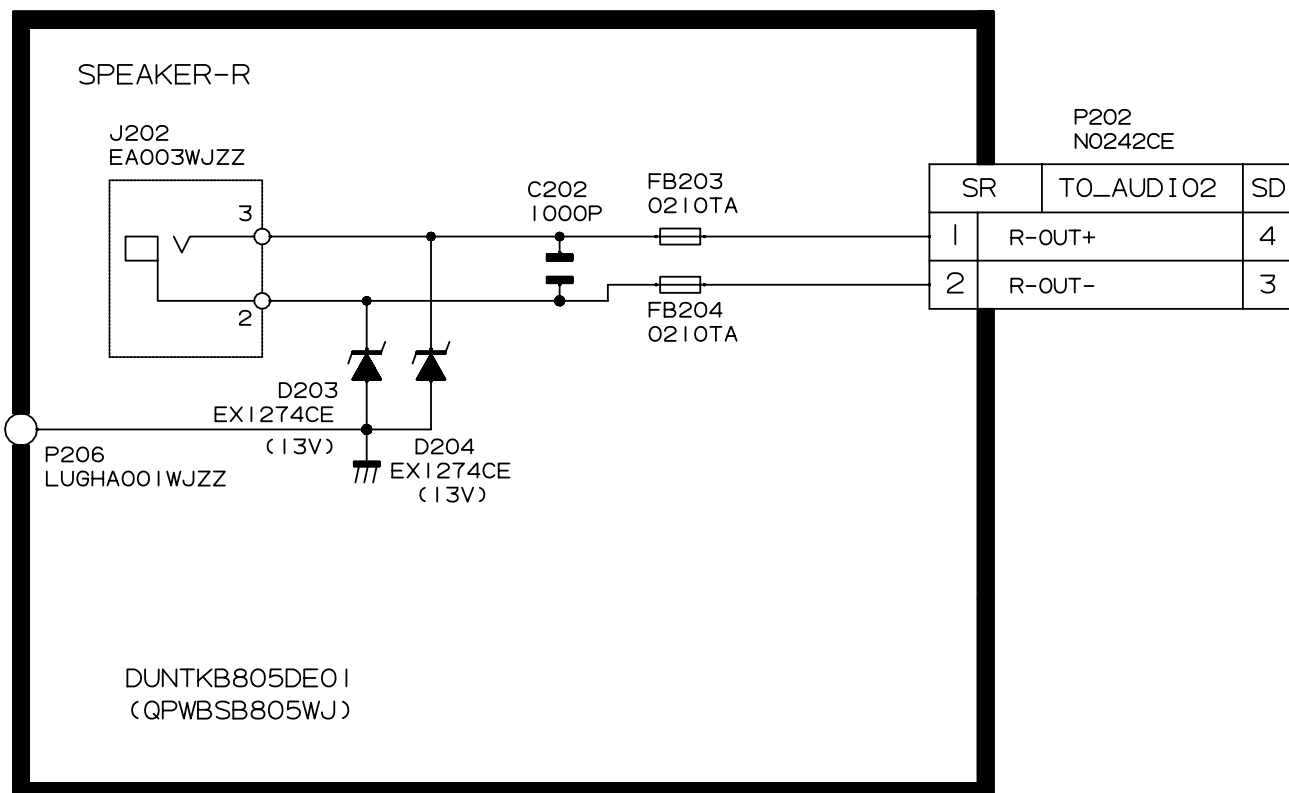 SPEAKER-R
J202
EA003WJZZ
3
2
C202
1000P
FB203
0210TA
FB204
0210TA
P202
N0242CE
SR TO_AUDIO2 SD
1 R-OUT+ 4
2 R-OUT- 3
D203
EX1274CE
(13V)
D204
EX1274CE
(13V)
P206
LUGHA001WJZZ
DUNTKB805DE01
(QPWBSB805WJ)